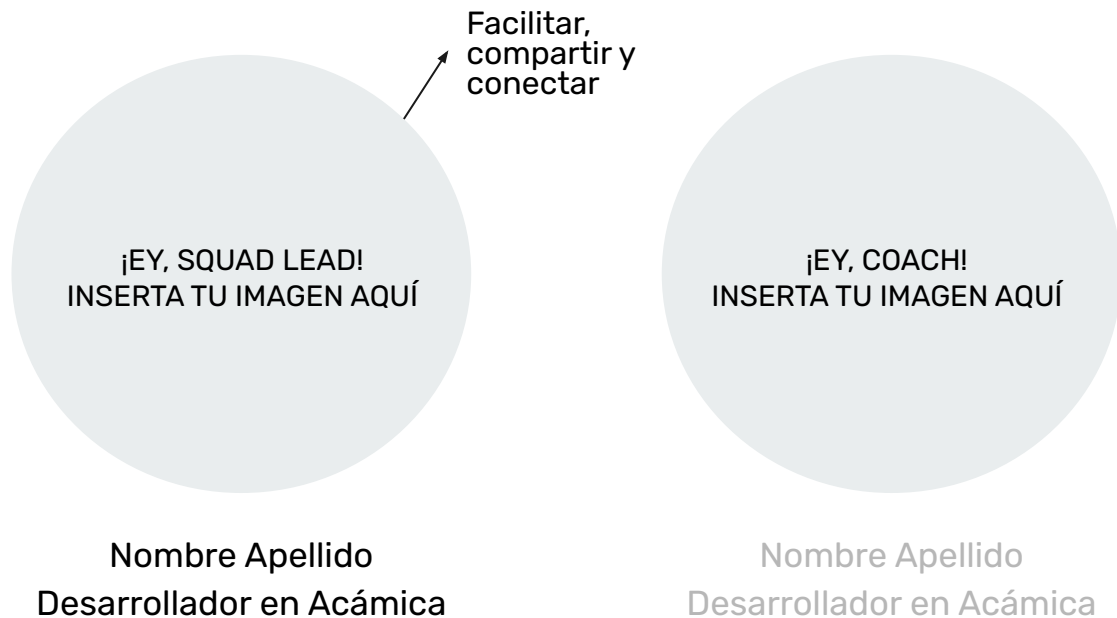 Facilitar,
compartir y
conectar
¡EY, SQUAD LEAD!
INSERTA TU IMAGEN AQUÍ
¡EY, COACH!
INSERTA TU IMAGEN AQUÍ
Nombre Apellido
Desarrollador en Acámica
Nombre Apellido
Desarrollador en Acámica